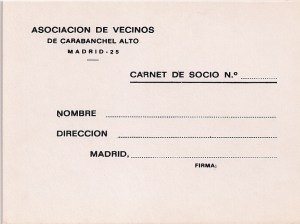 ASOCIACION DE VECINOS
DE CARABANCHEL ALTO
MADRID-25
CARNET DE SOCIO N.º ..............
NOMBRE ..............
DIRECCION ..............
MADRID, ..............
FIRMA: